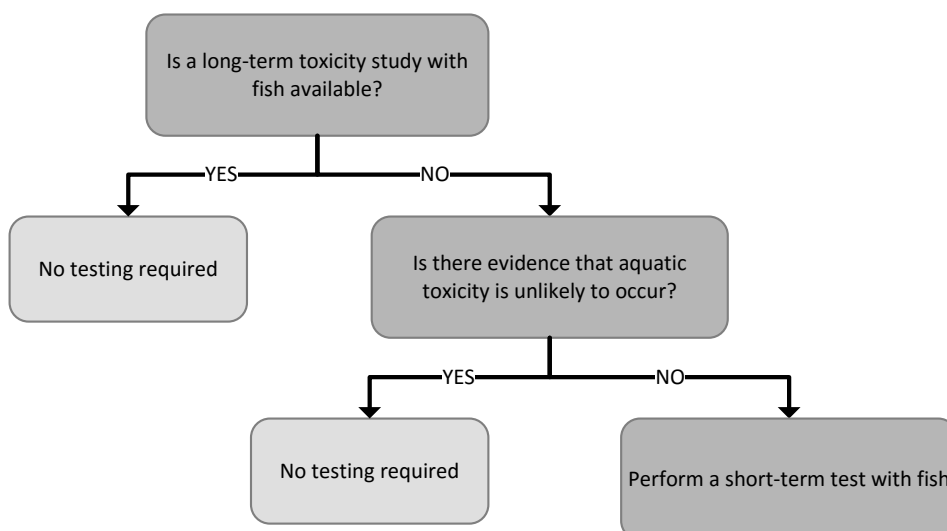 Is a long-term toxicity study with
fish available?
YES
NO
No testing required
Is there evidence that aquatic
toxicity is unlikely to occur?
YES
NO
No testing required
Perform a short-term test with fish